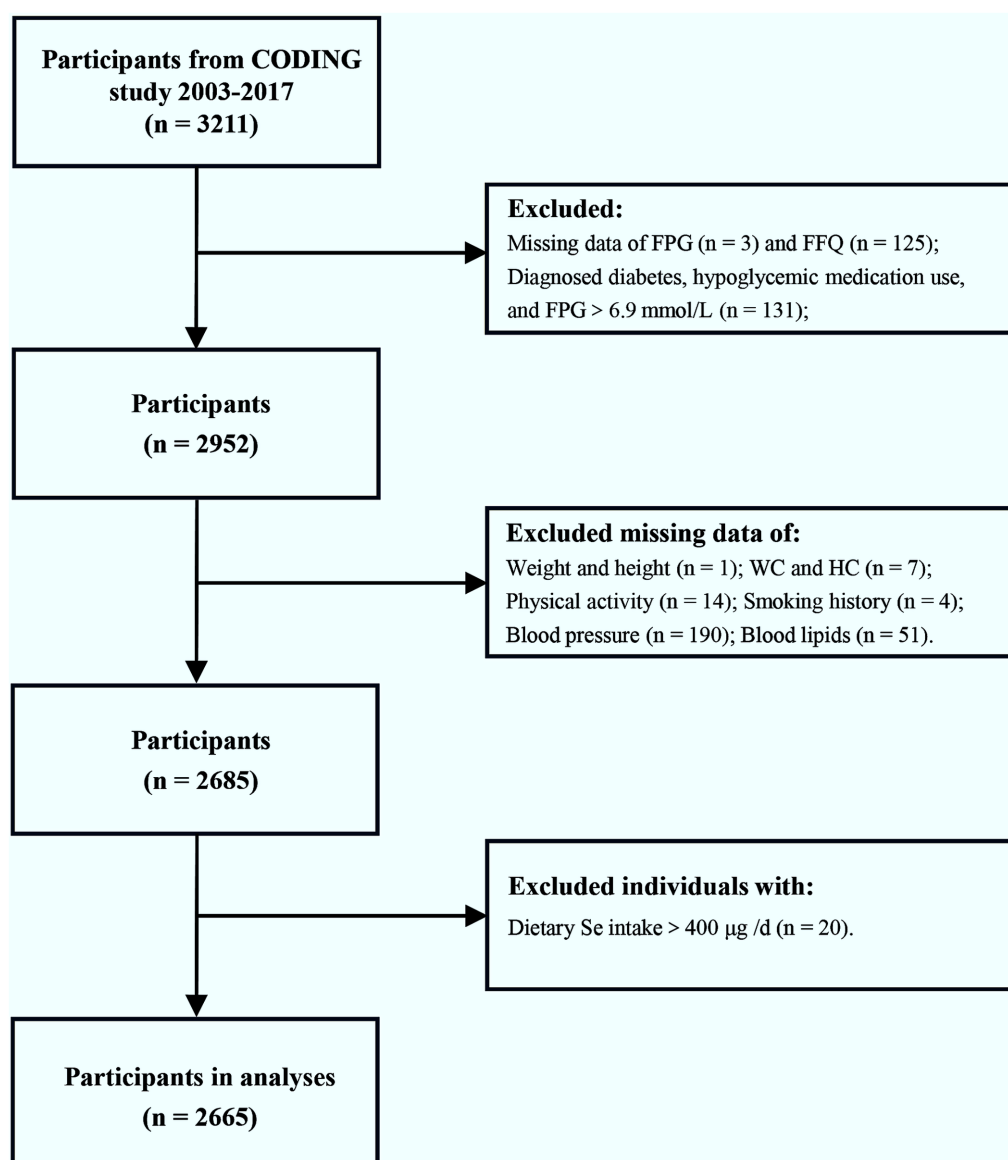 Participants from CODING
study 2003-2017
(n = 3211)
Excluded:
Missing data of FPG (n = 3) and FFQ (n = 125);
Diagnosed diabetes, hypoglycemic medication use,
and FPG > 6.9 mmol/L (n = 131);
Participants
(n = 2952)
Excluded missing data of:
Weight and height (n = 1); WC and HC (n = 7);
Physical activity (n = 14); Smoking history (n = 4);
Blood pressure (n = 190); Blood lipids (n = 51).
Participants
(n = 2685)
Excluded individuals with:
Dietary Se intake > 400 μg /d (n = 20).
Participants in analyses
(n = 2665)